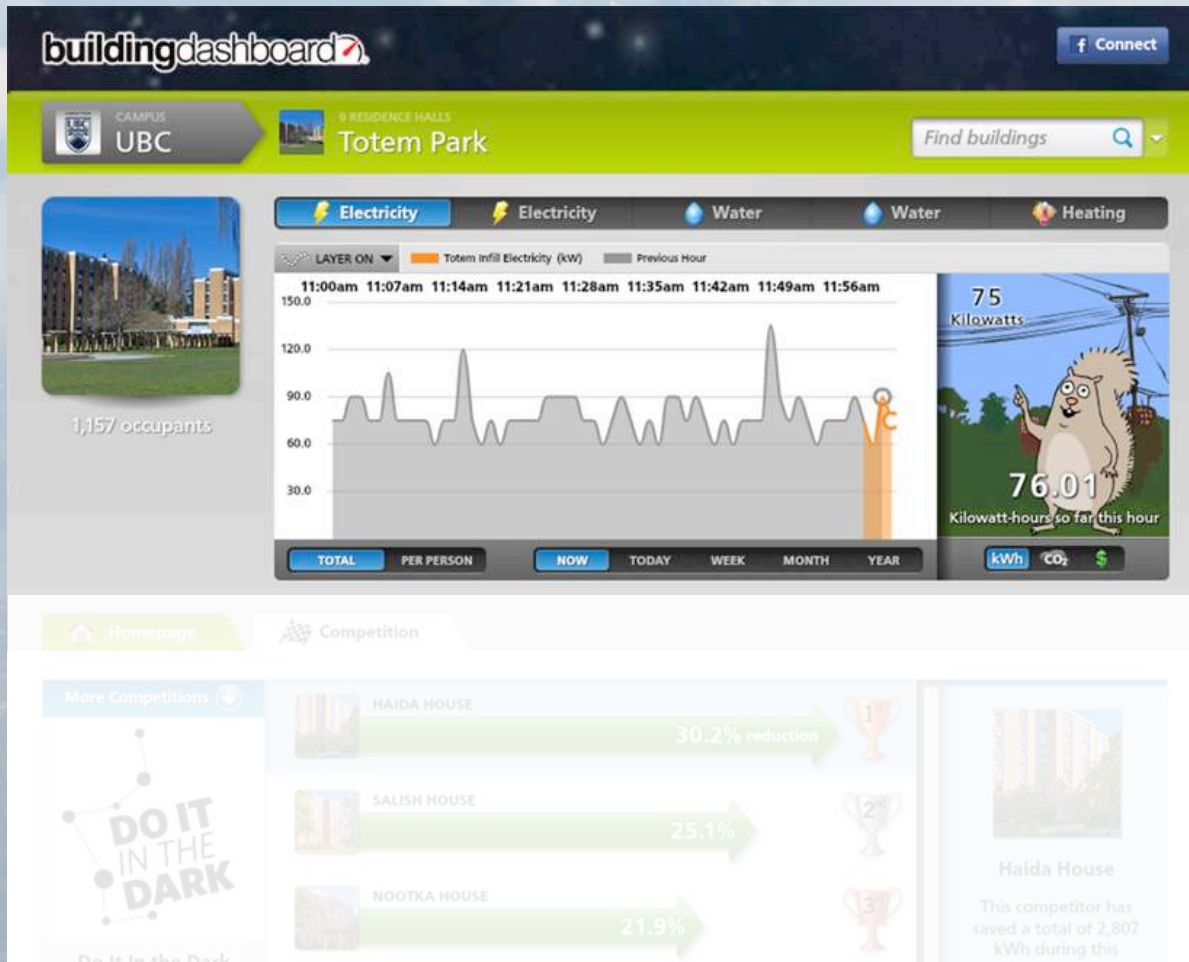 buildingdashboard
f Connect
CAMPUS
UBC
9 RESIDENCE HALLS
Totem Park
Find buildings
Electricity
Electricity
Water
Water
Heating
LAYER ON
Totem Infill Electricity (kW)
Previous Hour
11:00am 11:07am 11:14am 11:21am 11:28am 11:35am 11:42am 11:49am 11:56am
150.0
120.0
90.0
60.0
30.0
75
Kilowatts
76.01
Kilowatt-hours so far this hour
1,157 occupants
TOTAL
PER PERSON
NOW
TODAY
WEEK
MONTH
YEAR
kWh
CO₂
$
Homepage
Competition
More Competitions
DO IT
IN THE
DARK
Do It In the Dark
HAIDA HOUSE
30.2% reduction
1st
SALISH HOUSE
25.1%
2nd
NOOTKA HOUSE
21.9%
3rd
Haida House
This competitor has
saved a total of 2,807
kWh during this